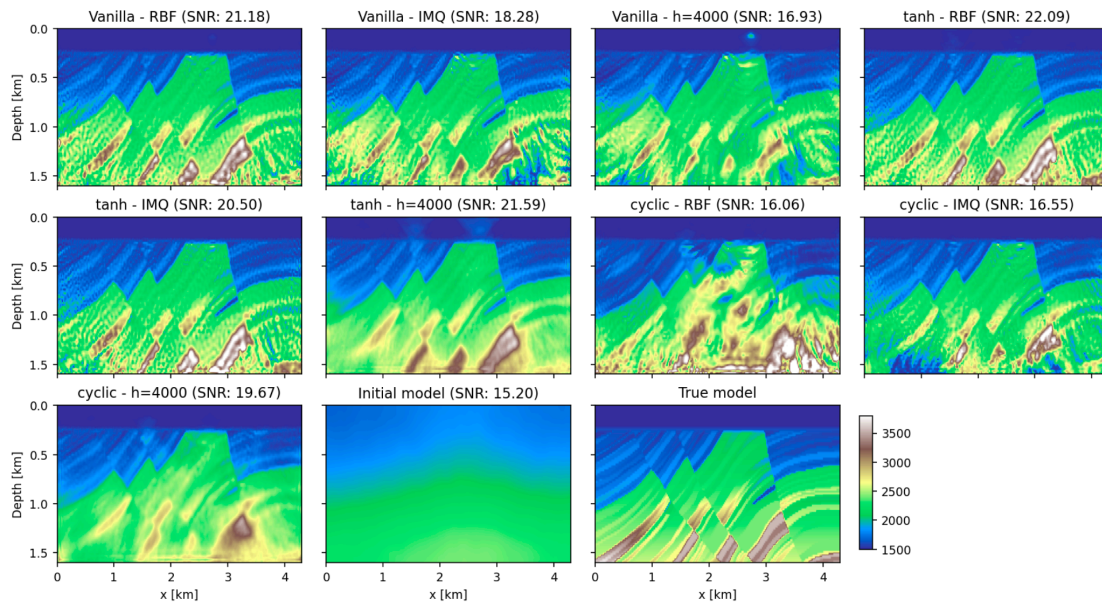 Vanilla - RBF (SNR: 21.18)
Vanilla - IMQ (SNR: 18.28)
Vanilla - h=4000 (SNR: 16.93)
tanh - RBF (SNR: 22.09)
0.0
0.5
1.0
1.5
Depth [km]
tanh - IMQ (SNR: 20.50)
tanh - h=4000 (SNR: 21.59)
cyclic - RBF (SNR: 16.06)
cyclic - IMQ (SNR: 16.55)
0.0
0.5
1.0
1.5
Depth [km]
cyclic - h=4000 (SNR: 19.67)
Initial model (SNR: 15.20)
True model
0.0
0.5
1.0
1.5
Depth [km]
3500
3000
2500
2000
1500
0 1 2 3 4
0 1 2 3 4
0 1 2 3 4
x [km]
x [km]
x [km]